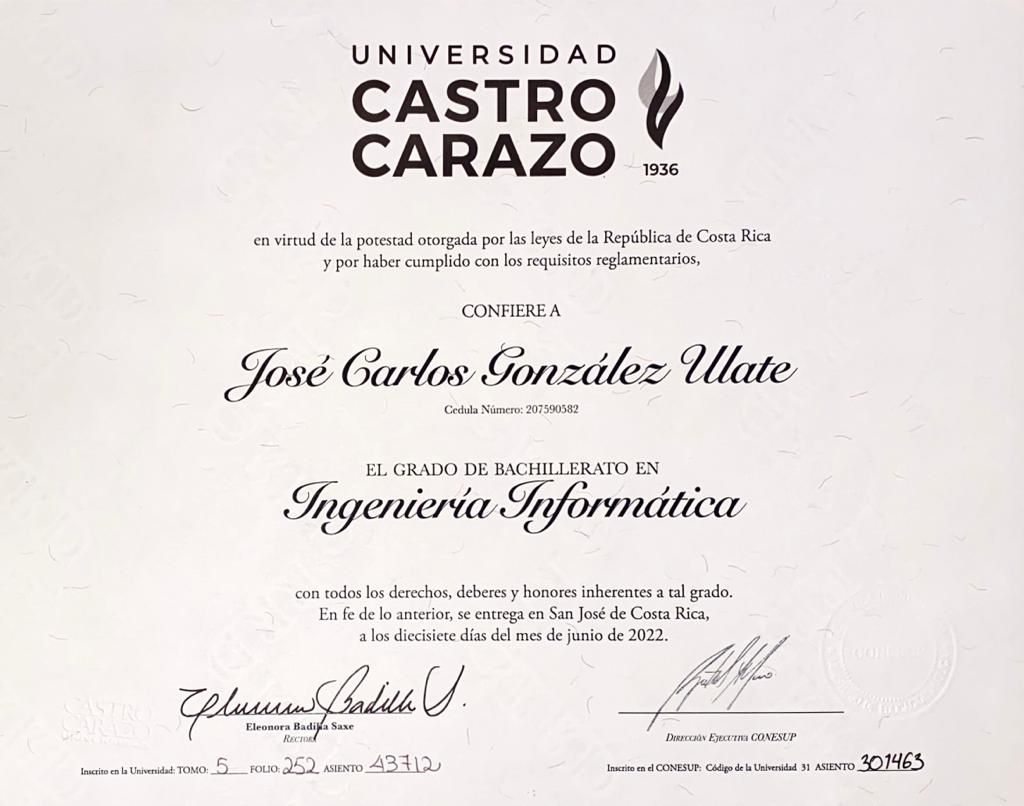 UNIVERSIDAD
CASTRO
CARAZO
1936
en virtud de la potestad otorgada por las leyes de la República de Costa Rica
y por haber cumplido con los requisitos reglamentarios,
CONFIERE A
José Carlos González Ulate
Cedula Número: 207590582
EL GRADO DE BACHILLERATO EN
Ingeniería Informática
con todos los derechos, deberes y honores inherentes a tal grado.
En fe de lo anterior, se entrega en San José de Costa Rica,
a los diecisiete días del mes de junio de 2022.
Eleonora Badilla Saxe
RECTORA
DIRECCIÓN EJECUTIVA CONESUP
CASTRO
CARAZO
CONESUP
Inscrito en la Universidad: TOMO: 5 FOLIO: 252 ASIENTO 43712
Inscrito en el CONESUP: Código de la Universidad 31 ASIENTO 301463